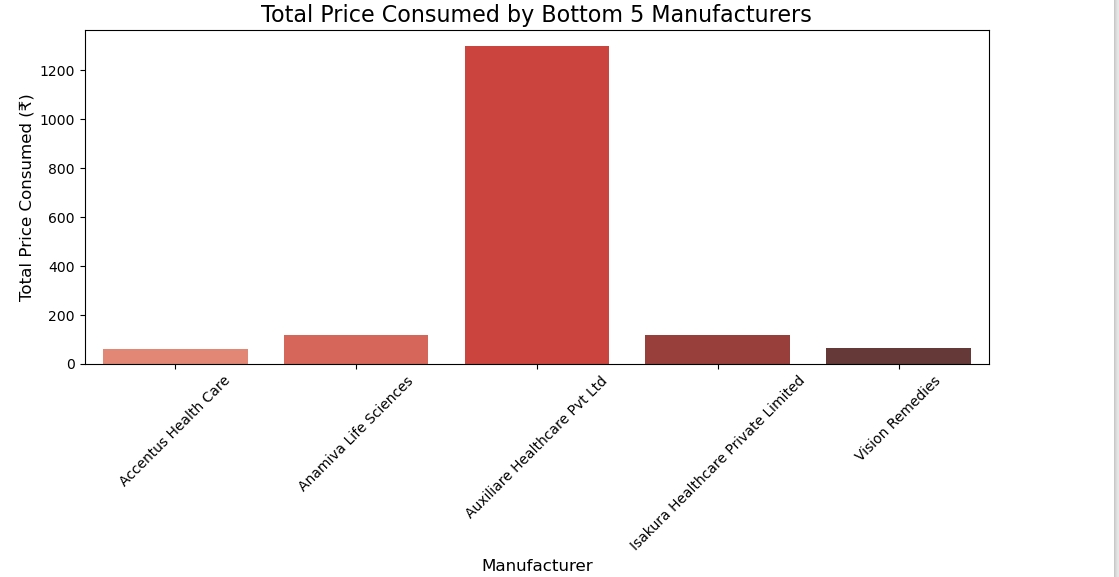 Total Price Consumed by Bottom 5 Manufacturers
Total Price Consumed (₹)
1200
1000
800
600
400
200
0
Accentus Health Care
Anamiva Life Sciences
Auxiliare Healthcare Pvt Ltd
Isakura Healthcare Private Limited
Vision Remedies
Manufacturer